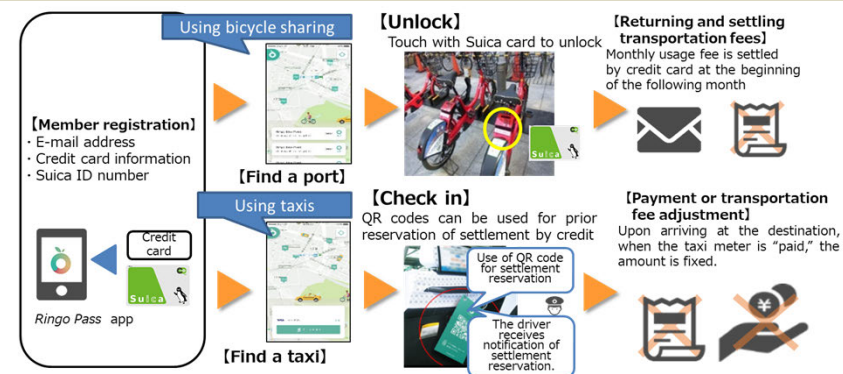 Using bicycle sharing
【Member registration】
・E-mail address
・Credit card information
・Suica ID number
Credit
card
Suica
Ringo Pass app
【Find a port】
【Unlock】
Touch with Suica card to unlock
Suica
【Returning and settling
transportation fees】
Monthly usage fee is settled
by credit card at the beginning
of the following month
Using taxis
【Find a taxi】
【Check in】
QR codes can be used for prior
reservation of settlement by credit
Use of QR code
for settlement
reservation
The driver
receives
notification of
settlement
reservation.
【Payment or transportation
fee adjustment】
Upon arriving at the destination,
when the taxi meter is “paid,” the
amount is fixed.
¥